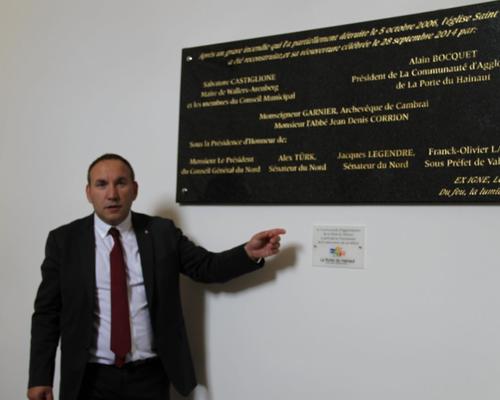 Après un grave incendie qui l'a partiellement détruite le 5 octobre 2006, l'église Saint
a été reconstruite, et sa réouverture célébrée le 28 septembre 2014 par:
Salvatore CASTIGLIONE
Maire de Wallers-Arenberg
et les membres du Conseil Municipal
Alain BOCQUET
Président de La Communauté d'Agglo
de La Porte du Hainaut
Monseigneur GARNIER, Archevêque de Cambrai
Monsieur l'Abbé Jean Denis CORRION
Sous la Présidence d'Honneur de:
Monsieur Le Président
du Conseil Général du Nord
Alex TÜRK,
Sénateur du Nord
Jacques LEGENDRE,
Sénateur du Nord
Franck-Olivier LA
Sous Préfet de Va
EX IGNE, L
Du feu, la lumi
La Porte du Hainaut